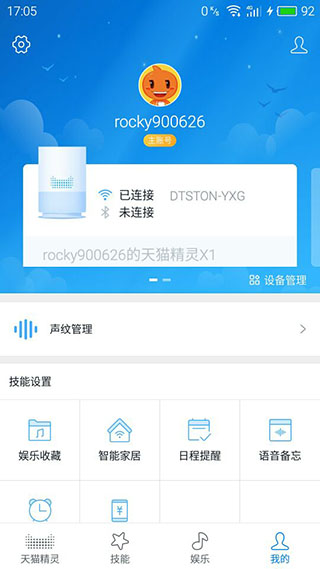 17:05
0 K/s 4G 92
rocky900626
主账号
已连接 DTSTON-YXG
未连接
rocky900626的天猫精灵X1
设备管理
声纹管理
技能设置
娱乐收藏 智能家居 日程提醒 语音备忘
天猫精灵 技能 娱乐 我的